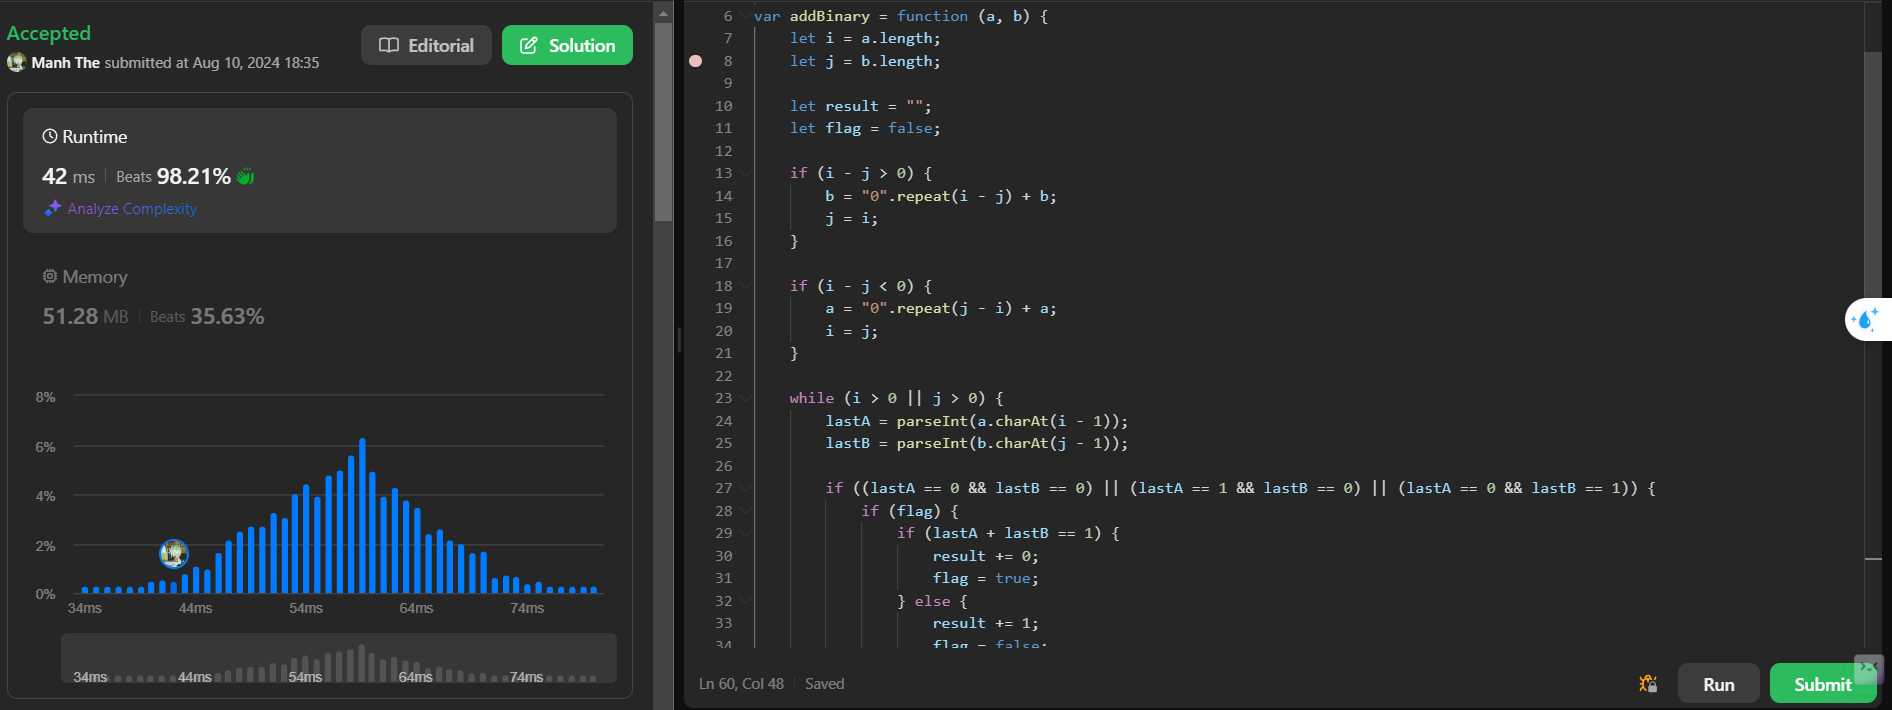 Accepted
Manh The submitted at Aug 10, 2024 18:35
Editorial
Solution
Runtime
42 ms | Beats 98.21%
Analyze Complexity
Memory
51.28 MB | Beats 35.63%
8%
6%
4%
2%
0%
34ms 44ms 54ms 64ms 74ms
34ms 44ms 54ms 64ms 74ms
6 var addBinary = function (a, b) {
7 let i = a.length;
8 let j = b.length;
9
10 let result = "";
11 let flag = false;
12
13 if (i - j > 0) {
14 b = "0".repeat(i - j) + b;
15 j = i;
16 }
17
18 if (i - j < 0) {
19 a = "0".repeat(j - i) + a;
20 i = j;
21 }
22
23 while (i > 0 || j > 0) {
24 lastA = parseInt(a.charAt(i - 1));
25 lastB = parseInt(b.charAt(j - 1));
26
27 if ((lastA == 0 && lastB == 0) || (lastA == 1 && lastB == 0) || (lastA == 0 && lastB == 1)) {
28 if (flag) {
29 if (lastA + lastB == 1) {
30 result += 0;
31 flag = true;
32 } else {
33 result += 1;
34 flag = false;
Ln 60, Col 48 | Saved
Run
Submit